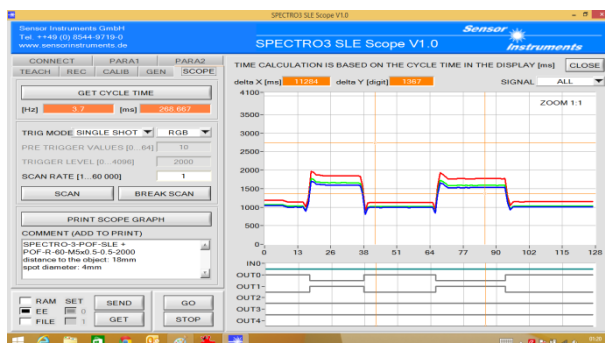 SPECTRO3 SLE Scope V1.0
Sensor Instruments GmbH
Tel. ++49 (0) 8544-9719-0
www.sensorinstruments.de
SPECTRO3 SLE Scope V1.0
Sensor
Instruments
CONNECT PARA1 PARA2
TEACH REC CALIB GEN SCOPE
GET CYCLE TIME
[Hz] 3.7 [ms] 268.667
TRIG MODE SINGLE SHOT RGB
PRE TRIGGER VALUES [0..64] 10
TRIGGER LEVEL [0..4096] 2000
SCAN RATE [1..60 000] 1
SCAN BREAK SCAN
PRINT SCOPE GRAPH
COMMENT (ADD TO PRINT)
SPECTRO-3-POF-SLE +
POF-R-60-M5x0.5-0.5-2000
distance to the object: 18mm
spot diameter: 4mm
RAM SET SEND GO
EE 0
FILE 1 GET STOP
TIME CALCULATION IS BASED ON THE CYCLE TIME IN THE DISPLAY [ms] CLOSE
delta X [ms] 11284 delta Y [digit] 1367 SIGNAL ALL
ZOOM 1:1
4100
3500
3000
2500
2000
1500
1000
500
0
0 13 26 38 51 64 77 90 102 115 128
IN0
OUT0
OUT1
OUT2
OUT3
OUT4
01:20